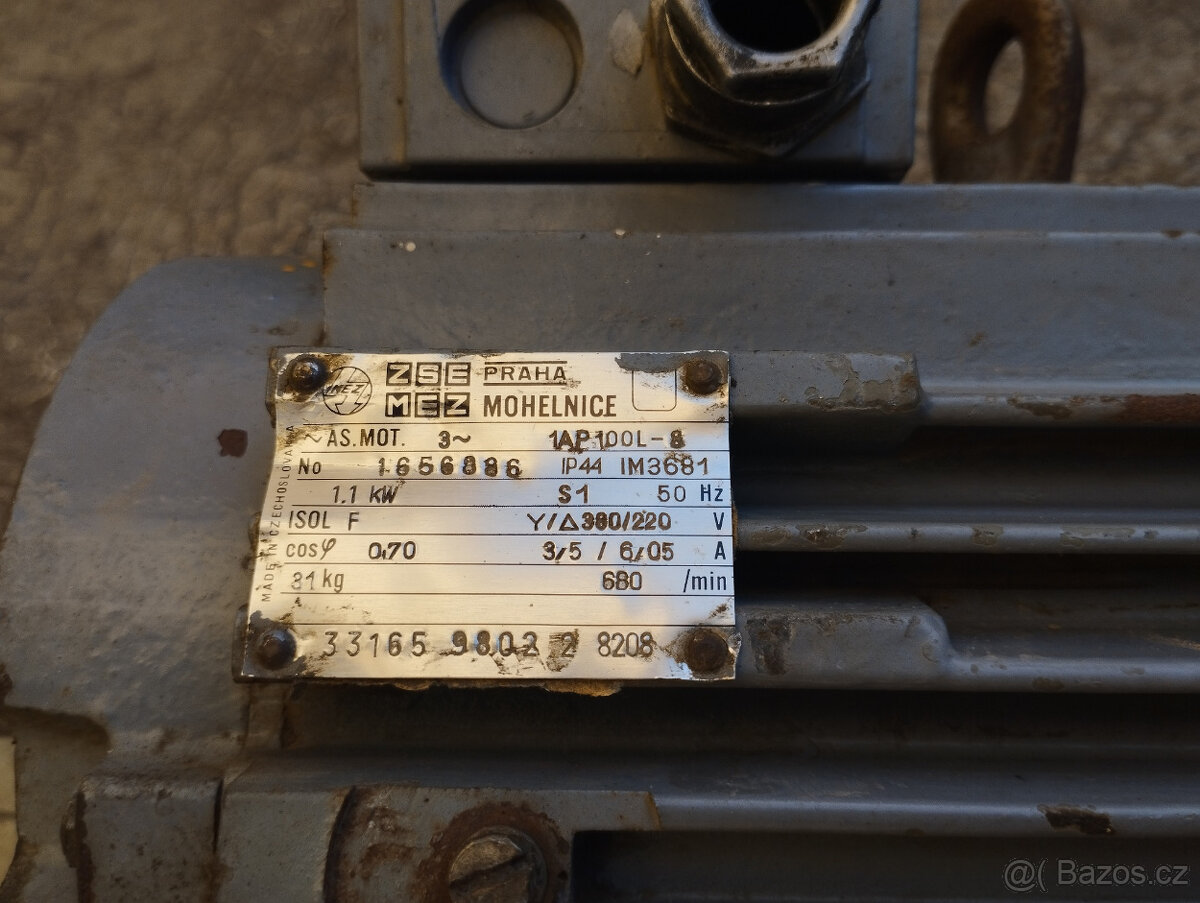 MEZ ZSE PRAHA
MEZ MOHELNICE
~ AS. MOT. 3~ 1AP100L-8
No 1656886 IP44 IM3681
1.1 kW S1 50 Hz
ISOL F Y/Δ 380/220 V
cosφ 0,70 3,5 / 6,05 A
31 kg 680 /min
33165 9802 2 8208
MADE IN CZECHOSLOVAKIA
@( Bazos.cz